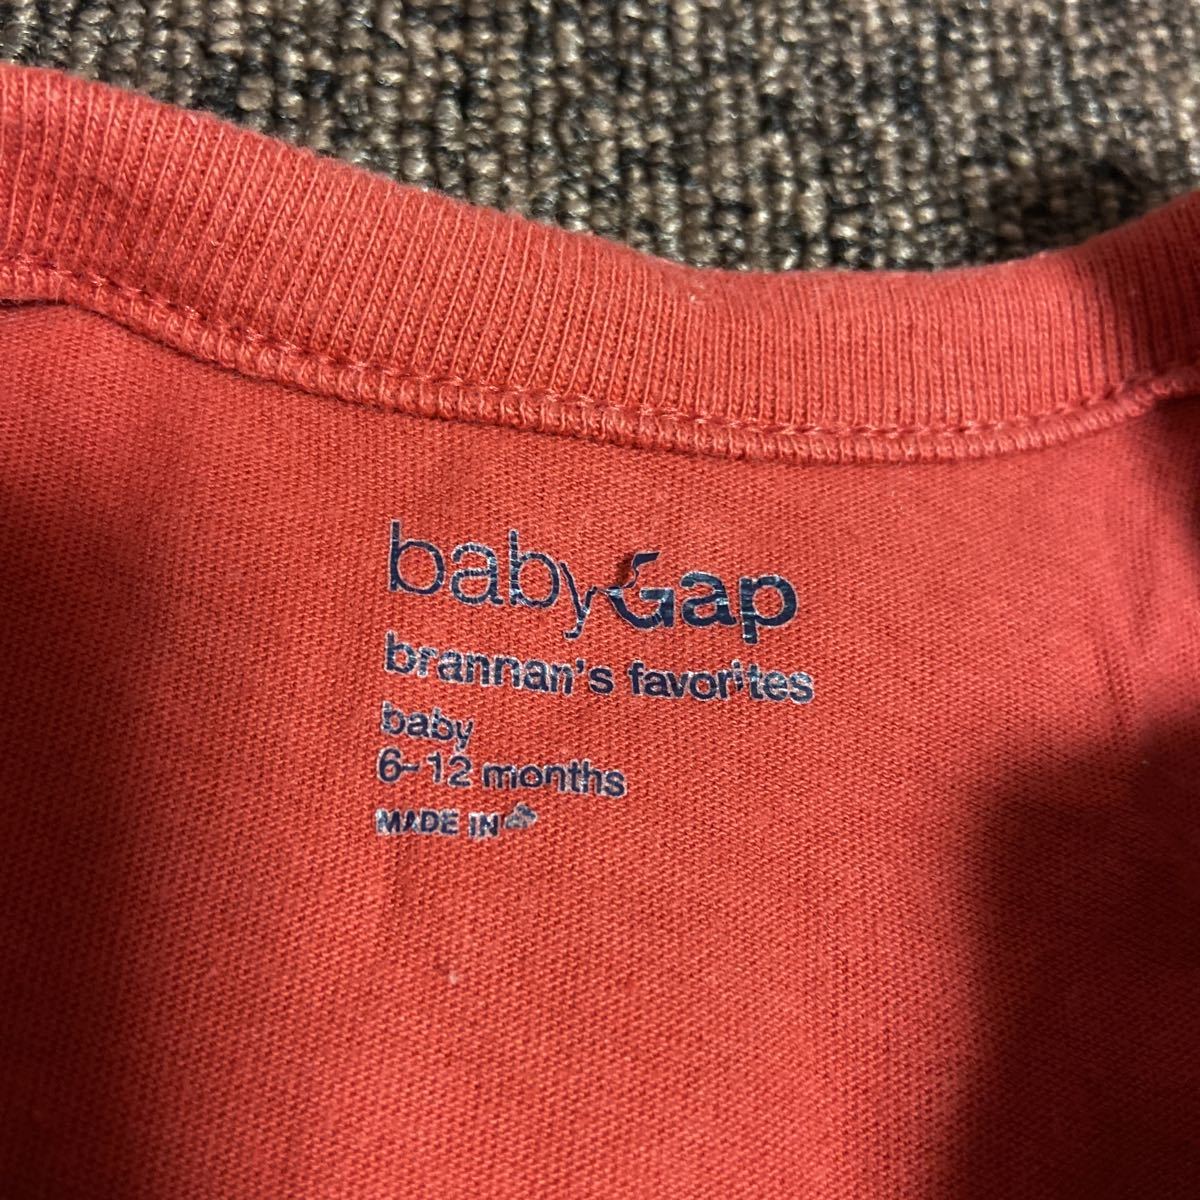 babyGap
brannan's favorites
baby
6-12 months
MADE IN